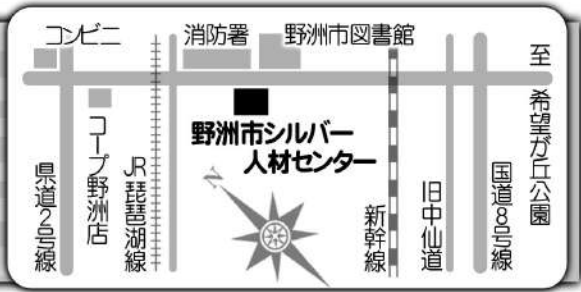 コンビニ
消防署
野洲市図書館
至 希望が丘公園
野洲市シルバー
人材センター
コープ野洲店
県道2号線
JR琵琶湖線
新幹線
旧中仙道
国道8号線
N